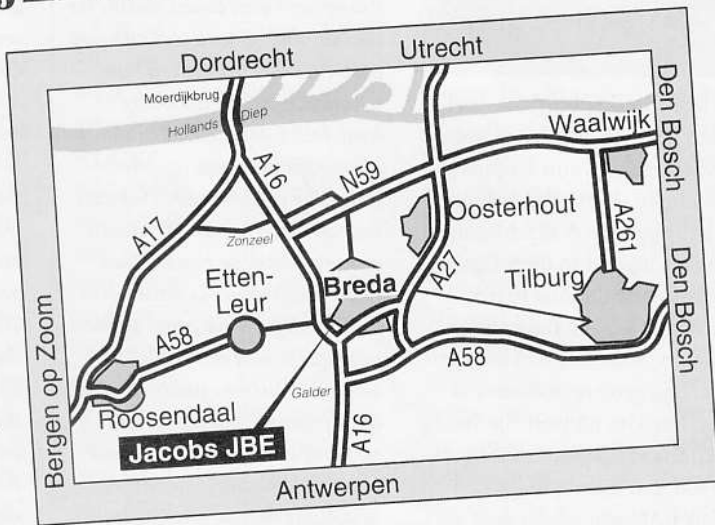 Dordrecht
Utrecht
Moerdijkbrug
Hollands Diep
Den Bosch
Waalwijk
A16
N59
A17
Zonzeel
Oosterhout
A261
Etten-
Leur
Breda
A27
Tilburg
Den Bosch
A58
A58
Bergen op Zoom
Galder
Roosendaal
A16
Jacobs JBE
Antwerpen